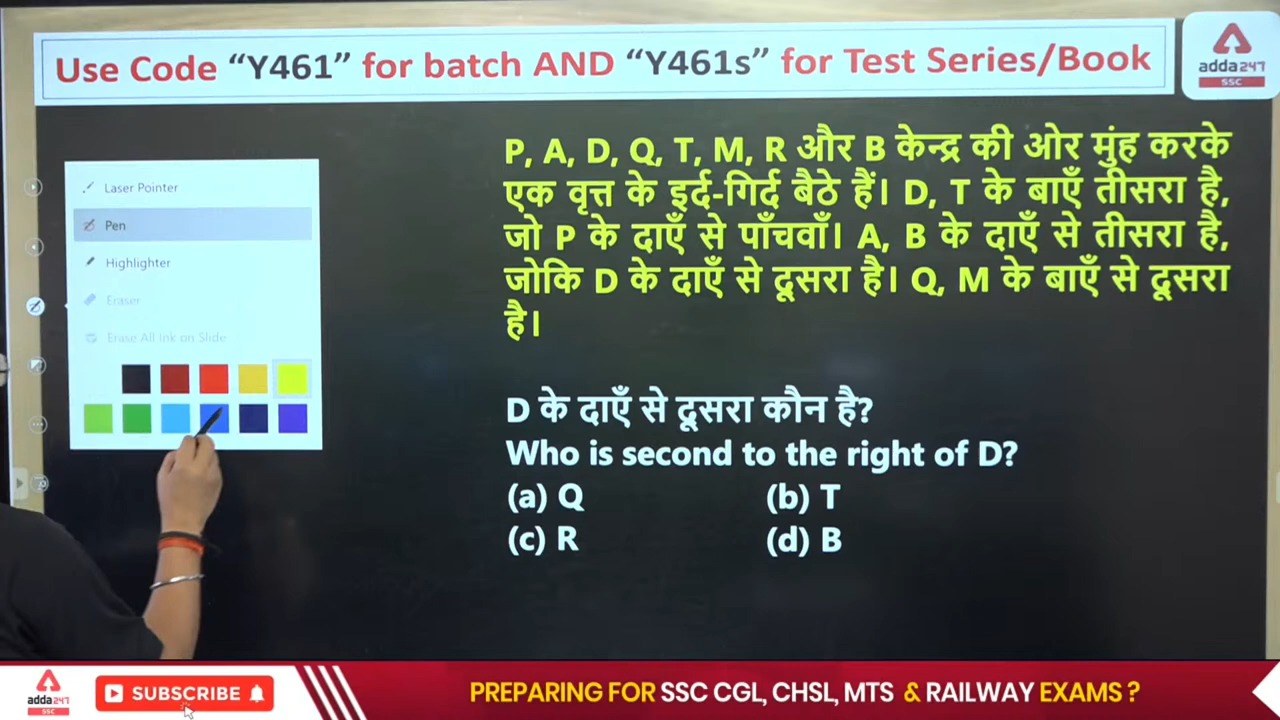 Use Code “Y461” for batch AND “Y461s” for Test Series/Book
adda247
SSC
Laser Pointer
Pen
Highlighter
Eraser
Erase All Ink on Slide
P, A, D, Q, T, M, R और B केन्द्र की ओर मुंह करके
एक वृत्त के इर्द-गिर्द बैठे हैं। D, T के बाएँ तीसरा है,
जो P के दाएँ से पाँचवाँ। A, B के दाएँ से तीसरा है,
जोकि D के दाएँ से दूसरा है। Q, M के बाएँ से दूसरा
है।
D के दाएँ से दूसरा कौन है?
Who is second to the right of D?
(a) Q (b) T
(c) R (d) B
adda247
SSC
SUBSCRIBE
PREPARING FOR SSC CGL, CHSL, MTS & RAILWAY EXAMS ?